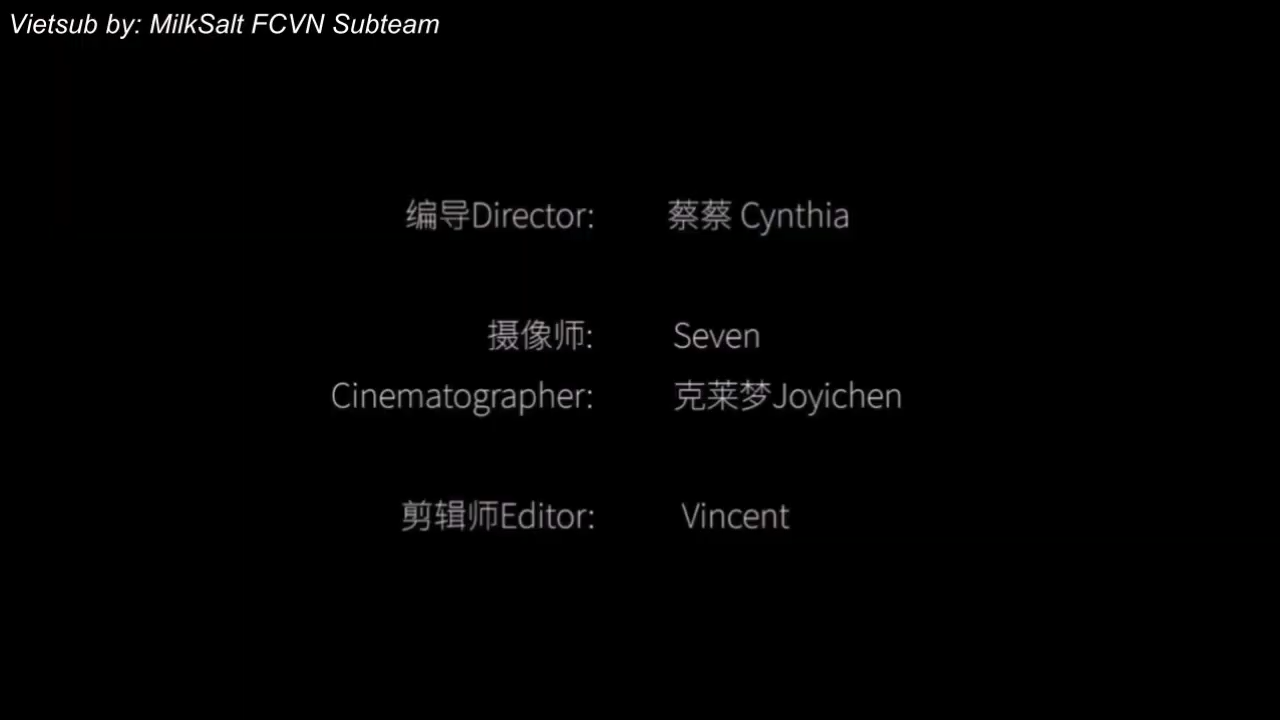 Vietsub by: MilkSalt FCVN Subteam
编导Director: 蔡蔡 Cynthia
摄像师: Seven
Cinematographer: 克莱梦Joyichen
剪辑师Editor: Vincent